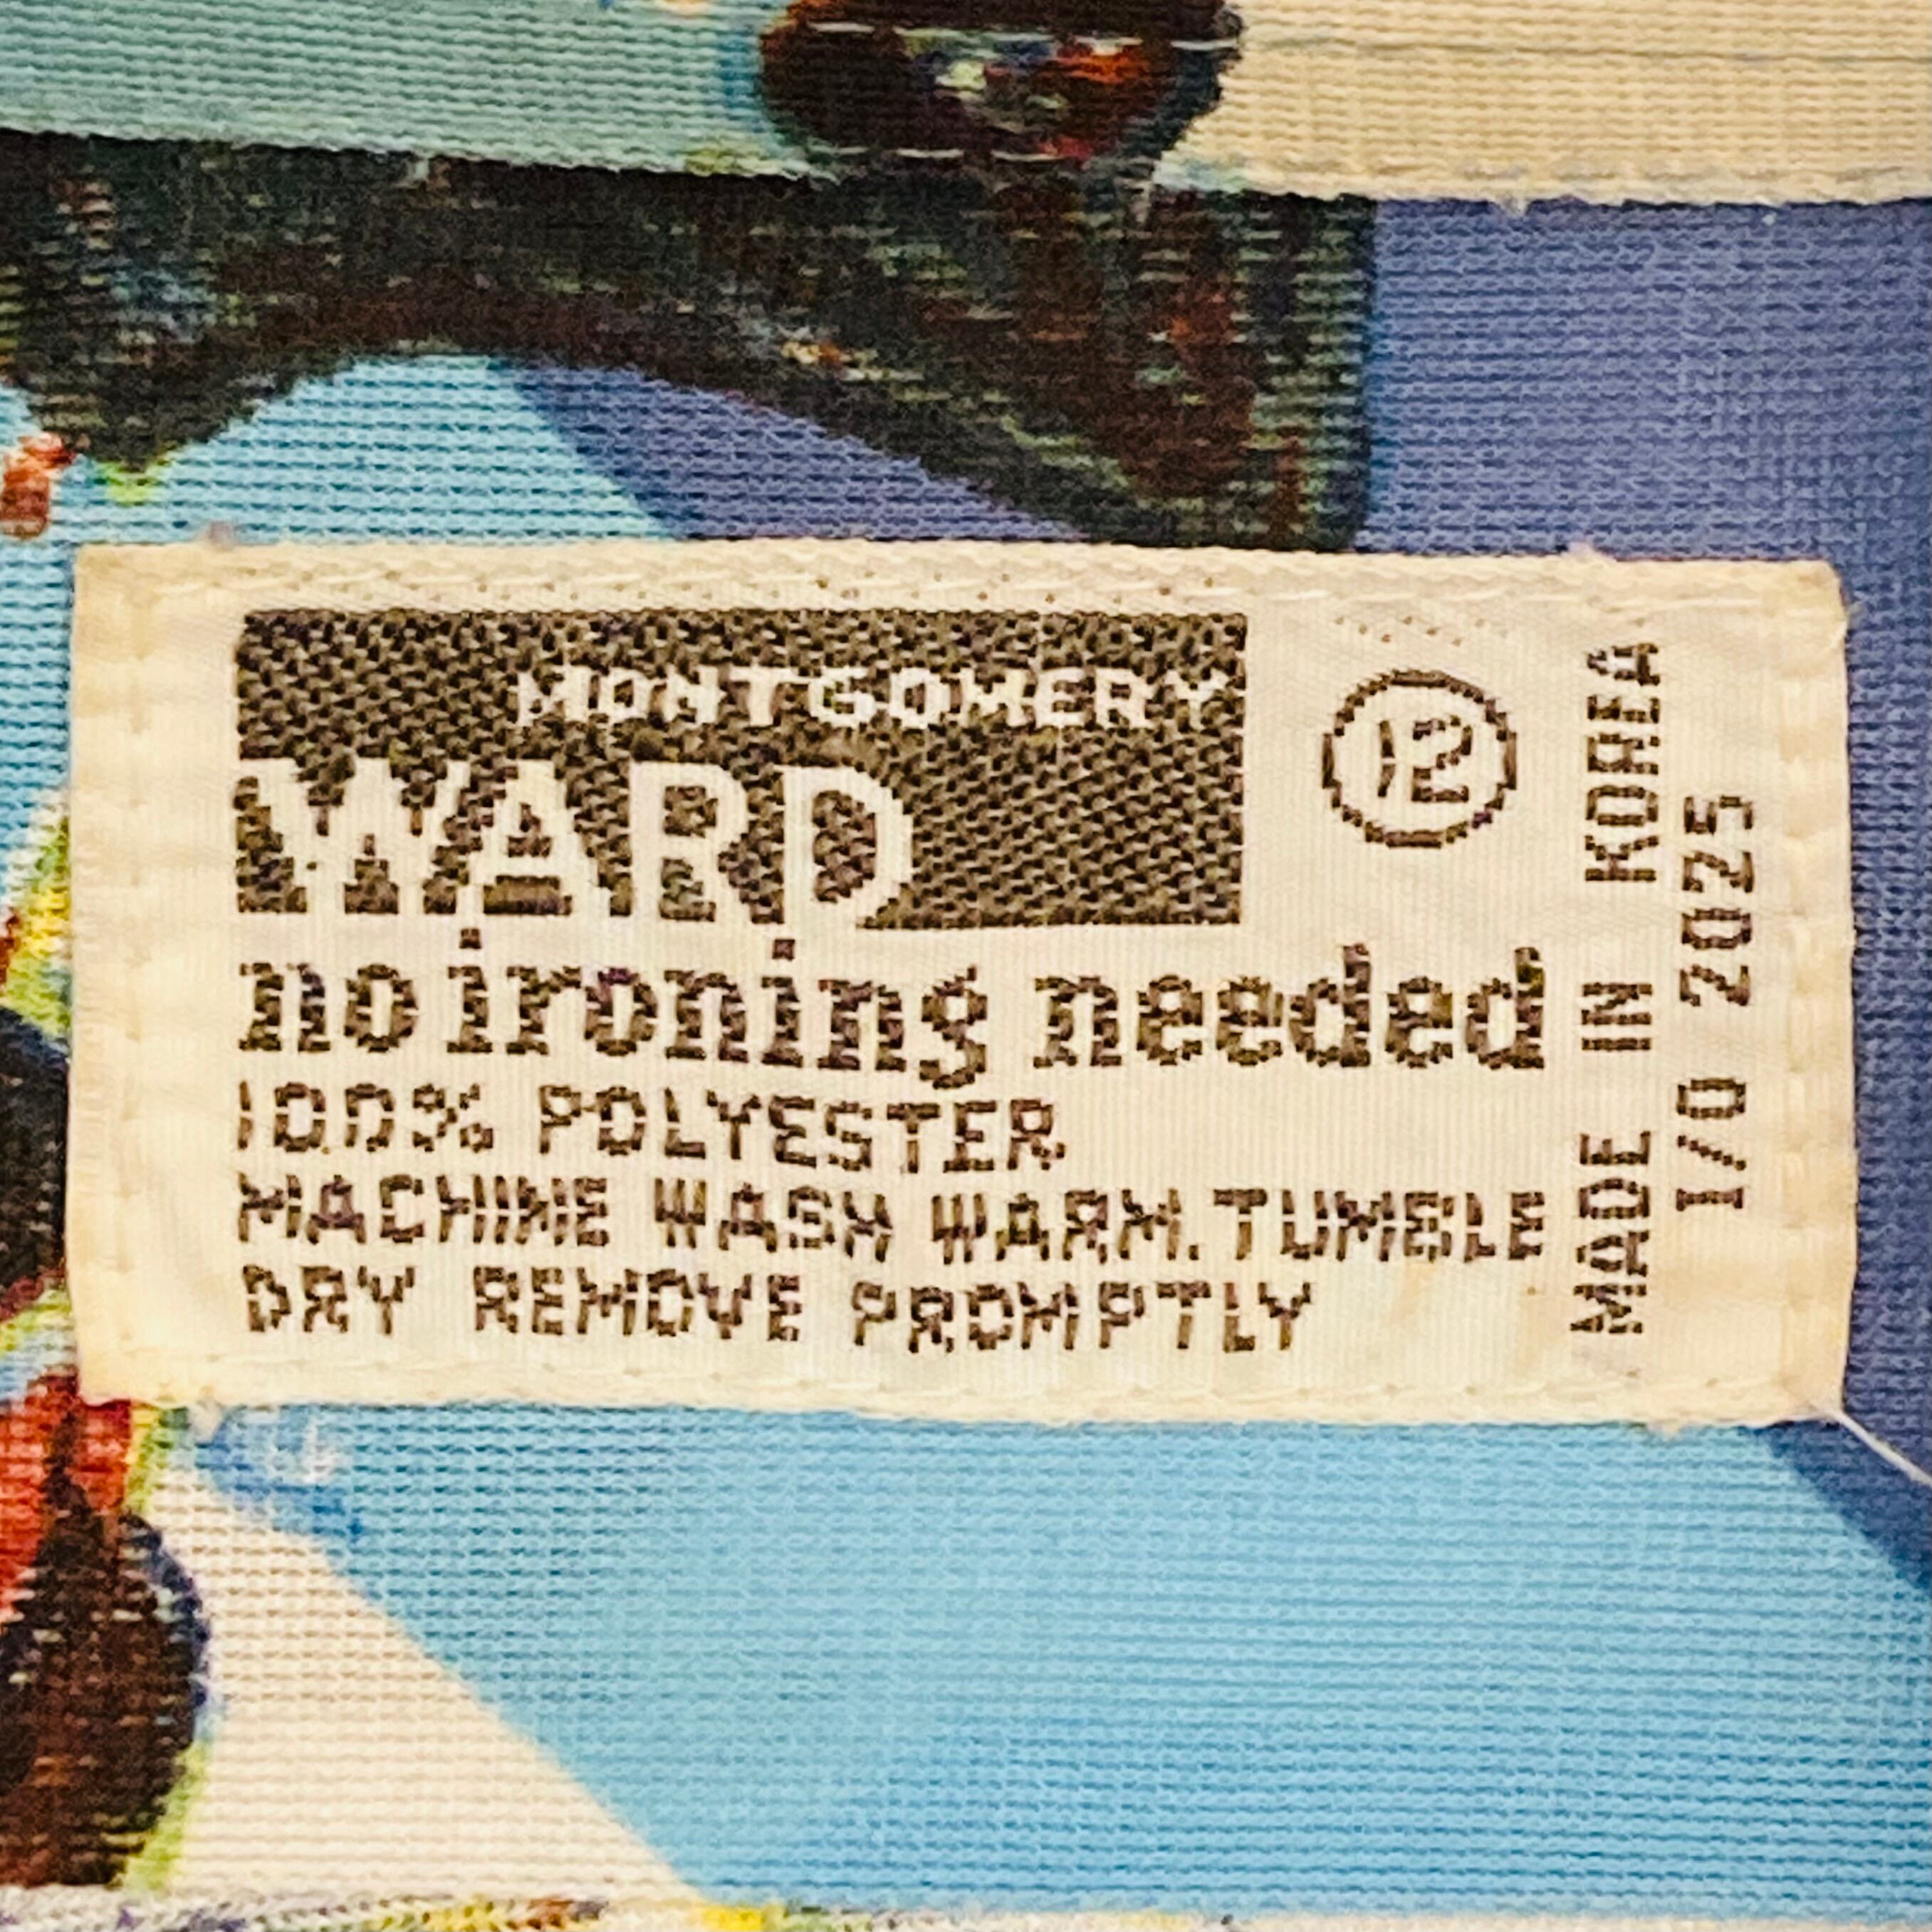 MONTGOMERY
WARD
12
no ironing needed
100% POLYESTER
MACHINE WASH WARM. TUMBLE
DRY REMOVE PROMPTLY
MADE IN KOREA
I/O 2025